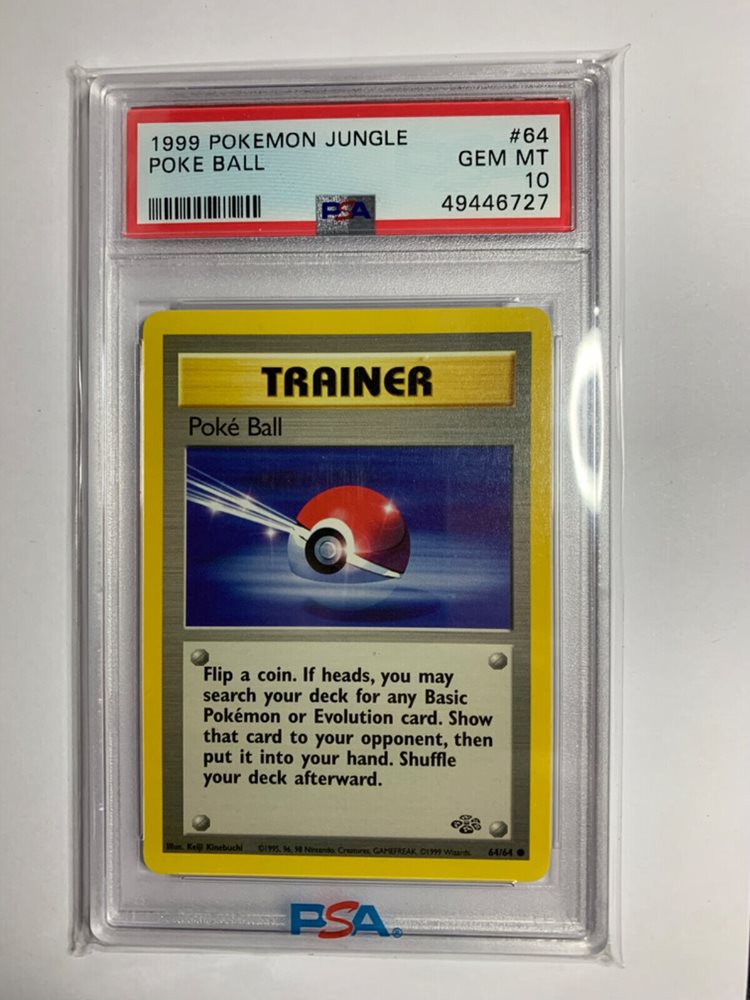 1999 POKEMON JUNGLE #64
POKE BALL GEM MT
10
PSA 49446727
TRAINER
Poké Ball
Flip a coin. If heads, you may
search your deck for any Basic
Pokémon or Evolution card. Show
that card to your opponent, then
put it into your hand. Shuffle
your deck afterward.
Illus. Keiji Kinebuchi ©1995, 96, 98 Nintendo, Creatures, GAMEFREAK. ©1999 Wizards. 64/64
PSA®